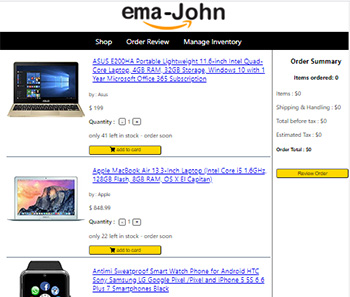 ema-John
Shop Order Review Manage Inventory
ASUS E200HA Portable Lightweight 11.6-inch Intel Quad-
Core Laptop, 4GB RAM, 32GB Storage, Windows 10 with 1
Year Microsoft Office 365 Subscription
by : Asus
$ 199
Quantity : - 1 +
only 41 left in stock - order soon
add to card
Apple MacBook Air 13.3-Inch Laptop (Intel Core i5 1.6GHz,
128GB Flash, 8GB RAM, OS X El Capitan)
by : Apple
$ 648.99
Quantity : - 1 +
only 22 left in stock - order soon
add to card
Antimi Sweatproof Smart Watch Phone for Android HTC
Sony Samsung LG Google Pixel /Pixel and iPhone 5 5S 6 6
Plus 7 Smartphones Black
Order Summary
Items ordered: 0
Items : $0
Shipping & Handling : $0
Total before tax : $0
Estimated Tax : $0
Order Total : $0
Review Order